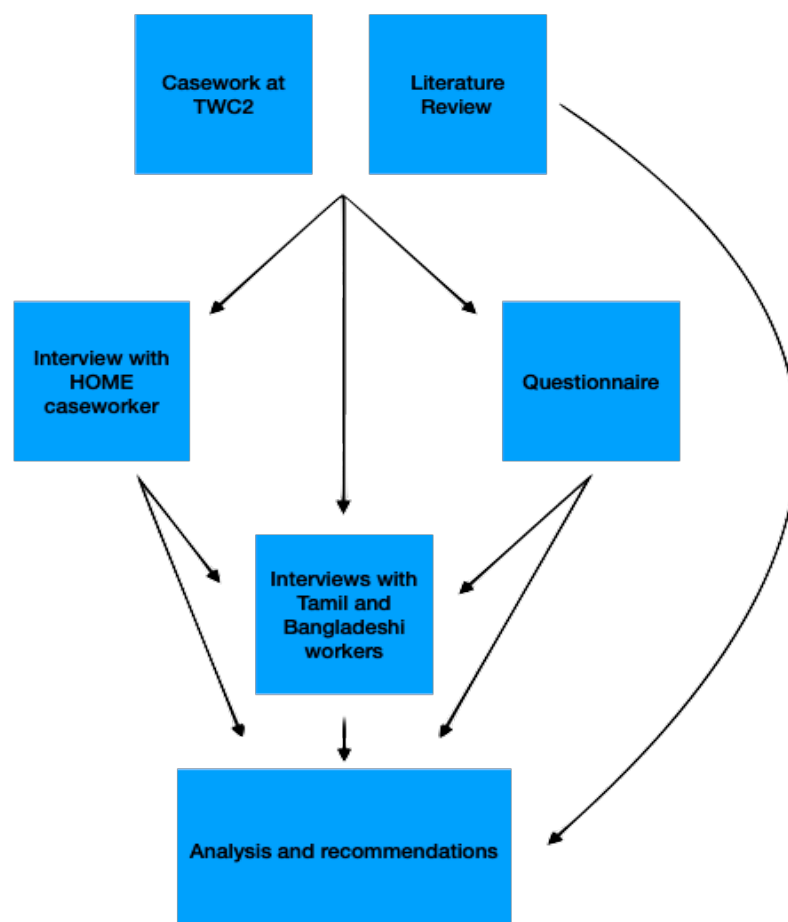 Casework at
TWC2
Literature
Review
Interview with
HOME
caseworker
Questionnaire
Interviews with
Tamil and
Bangladeshi
workers
Analysis and recommendations